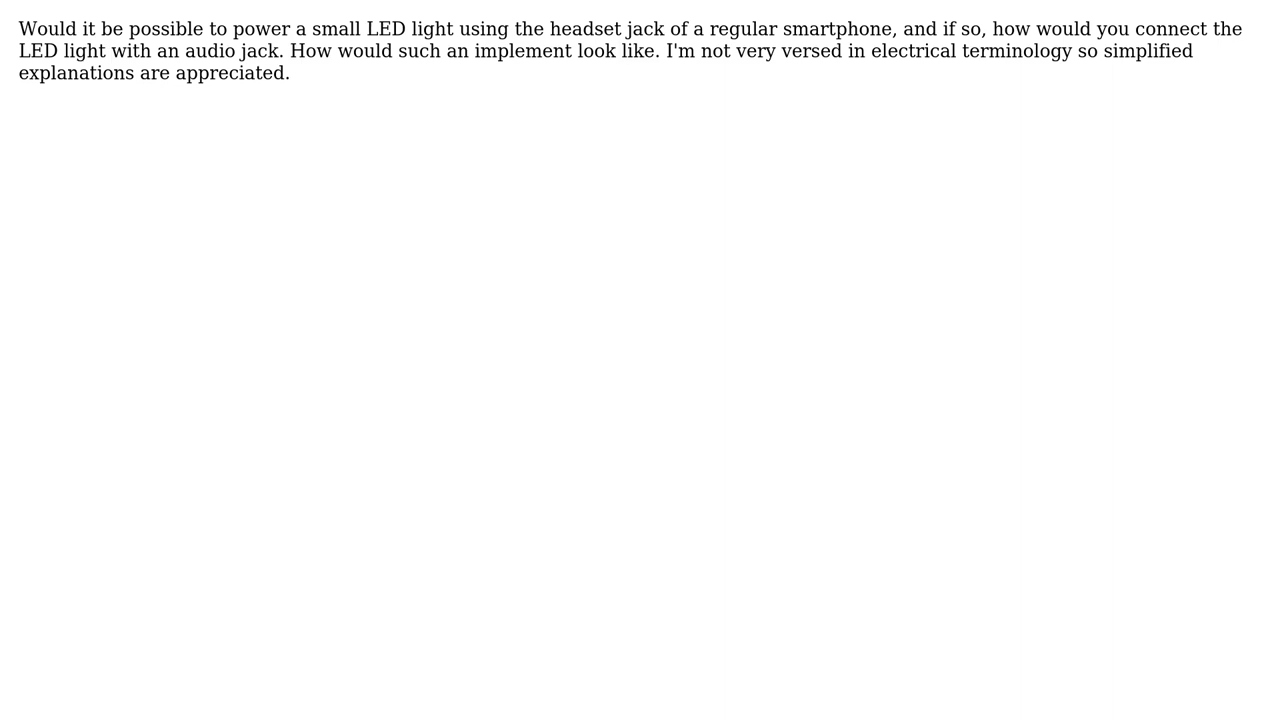 Would it be possible to power a small LED light using the headset jack of a regular smartphone, and if so, how would you connect the
LED light with an audio jack. How would such an implement look like. I'm not very versed in electrical terminology so simplified
explanations are appreciated.